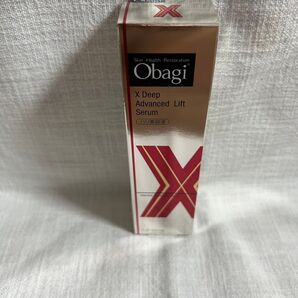 X
Skin Health Restoration
Obagi
X Deep
Advanced Lift
Serum
X